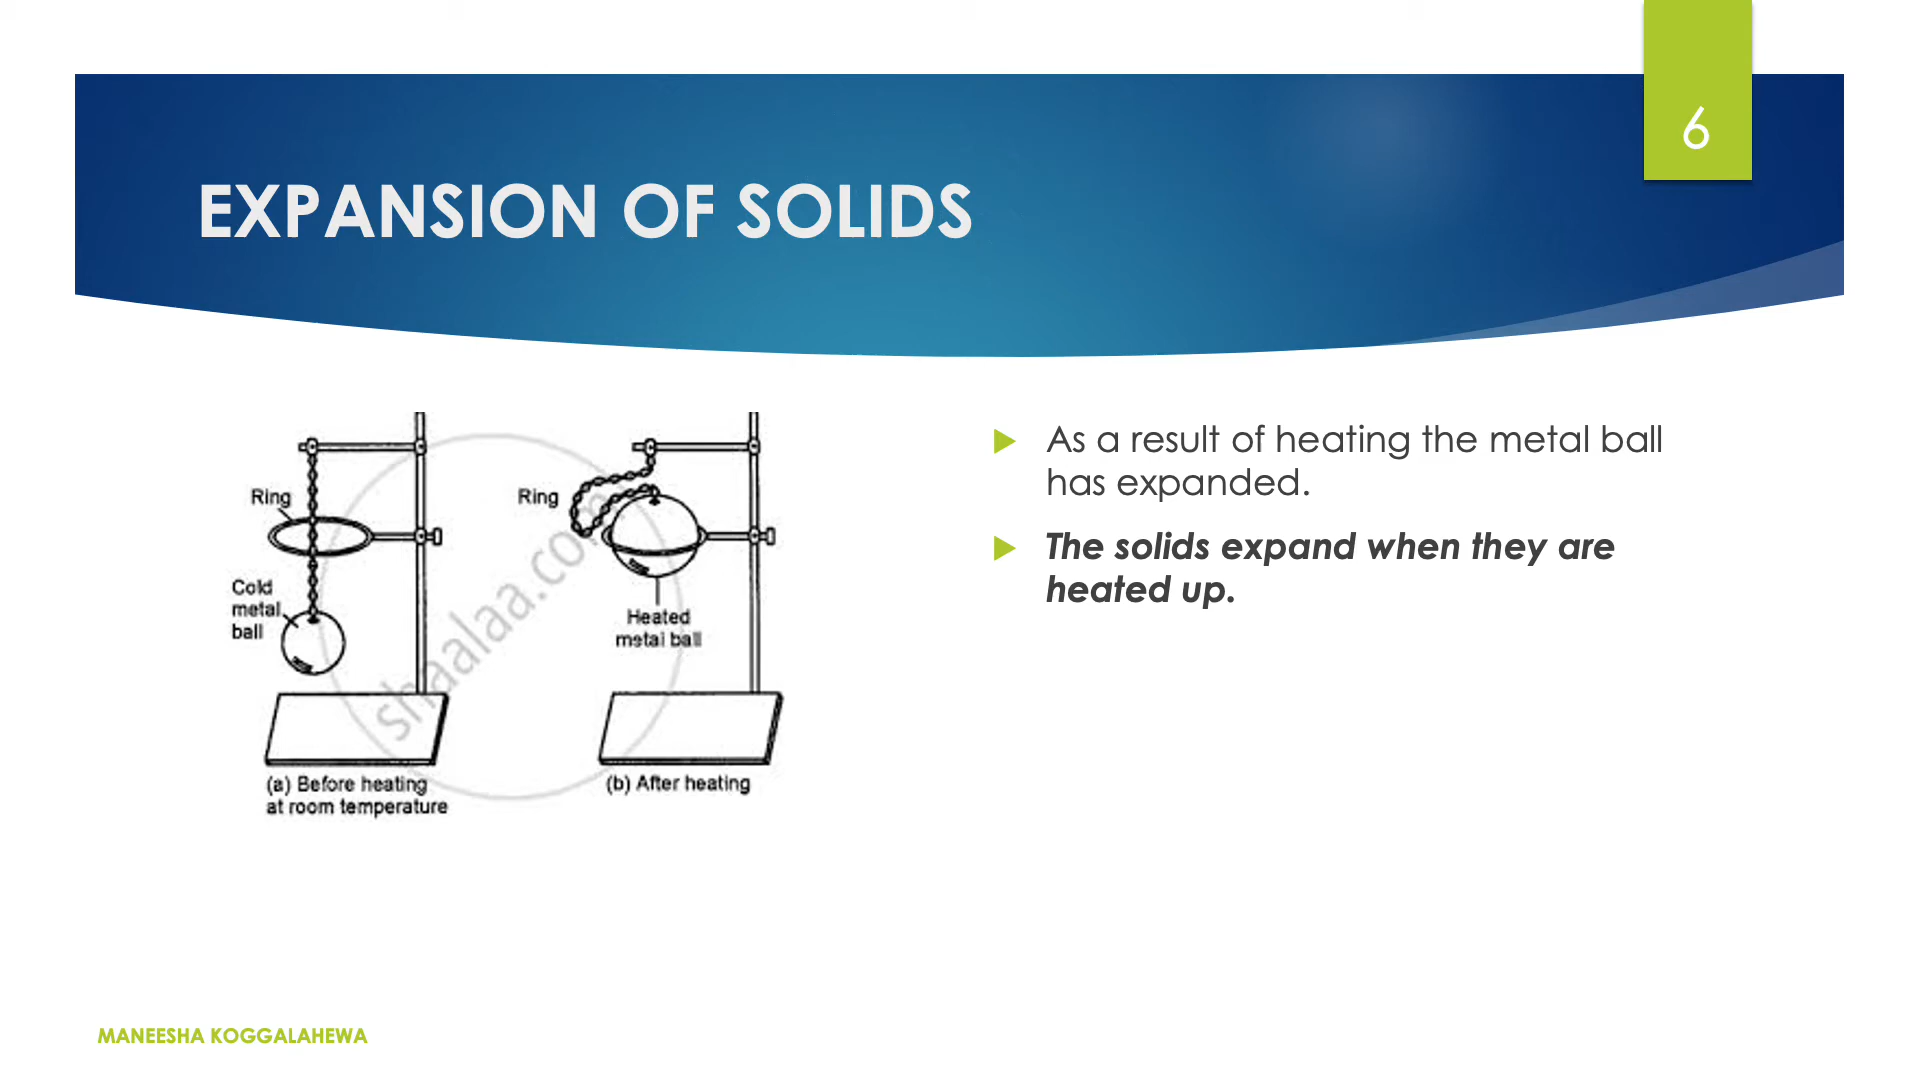 6
EXPANSION OF SOLIDS
Ring
Cold
metal
ball
(a) Before heating
at room temperature
Ring
Heated
metal ball
(b) After heating
shaalaa.com
As a result of heating the metal ball
has expanded.
The solids expand when they are
heated up.
MANEESHA KOGGALAHEWA